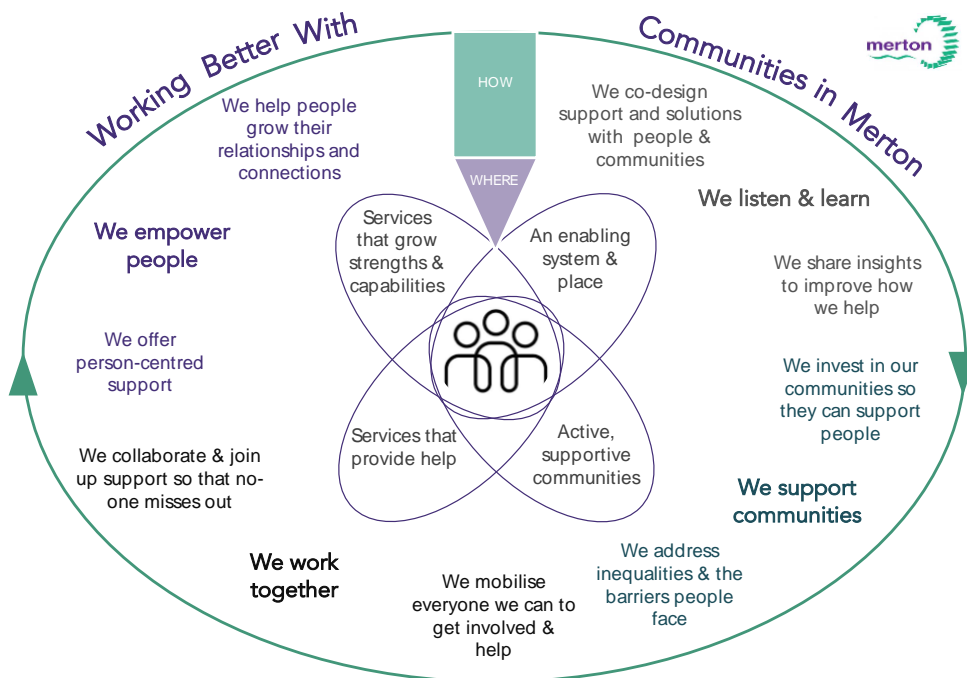 Working Better With
Communities in Merton
merton
HOW
WHERE
We co-design
support and solutions
with people &
communities
We listen & learn
We share insights
to improve how
we help
We invest in our
communities so
they can support
people
We support
communities
We address
inequalities & the
barriers people
face
We mobilise
everyone we can to
get involved &
help
We work
together
We collaborate & join
up support so that no-
one misses out
We offer
person-centred
support
We empower
people
We help people
grow their
relationships and
connections
Services
that grow
strengths &
capabilities
An enabling
system &
place
Services that
provide help
Active,
supportive
communities